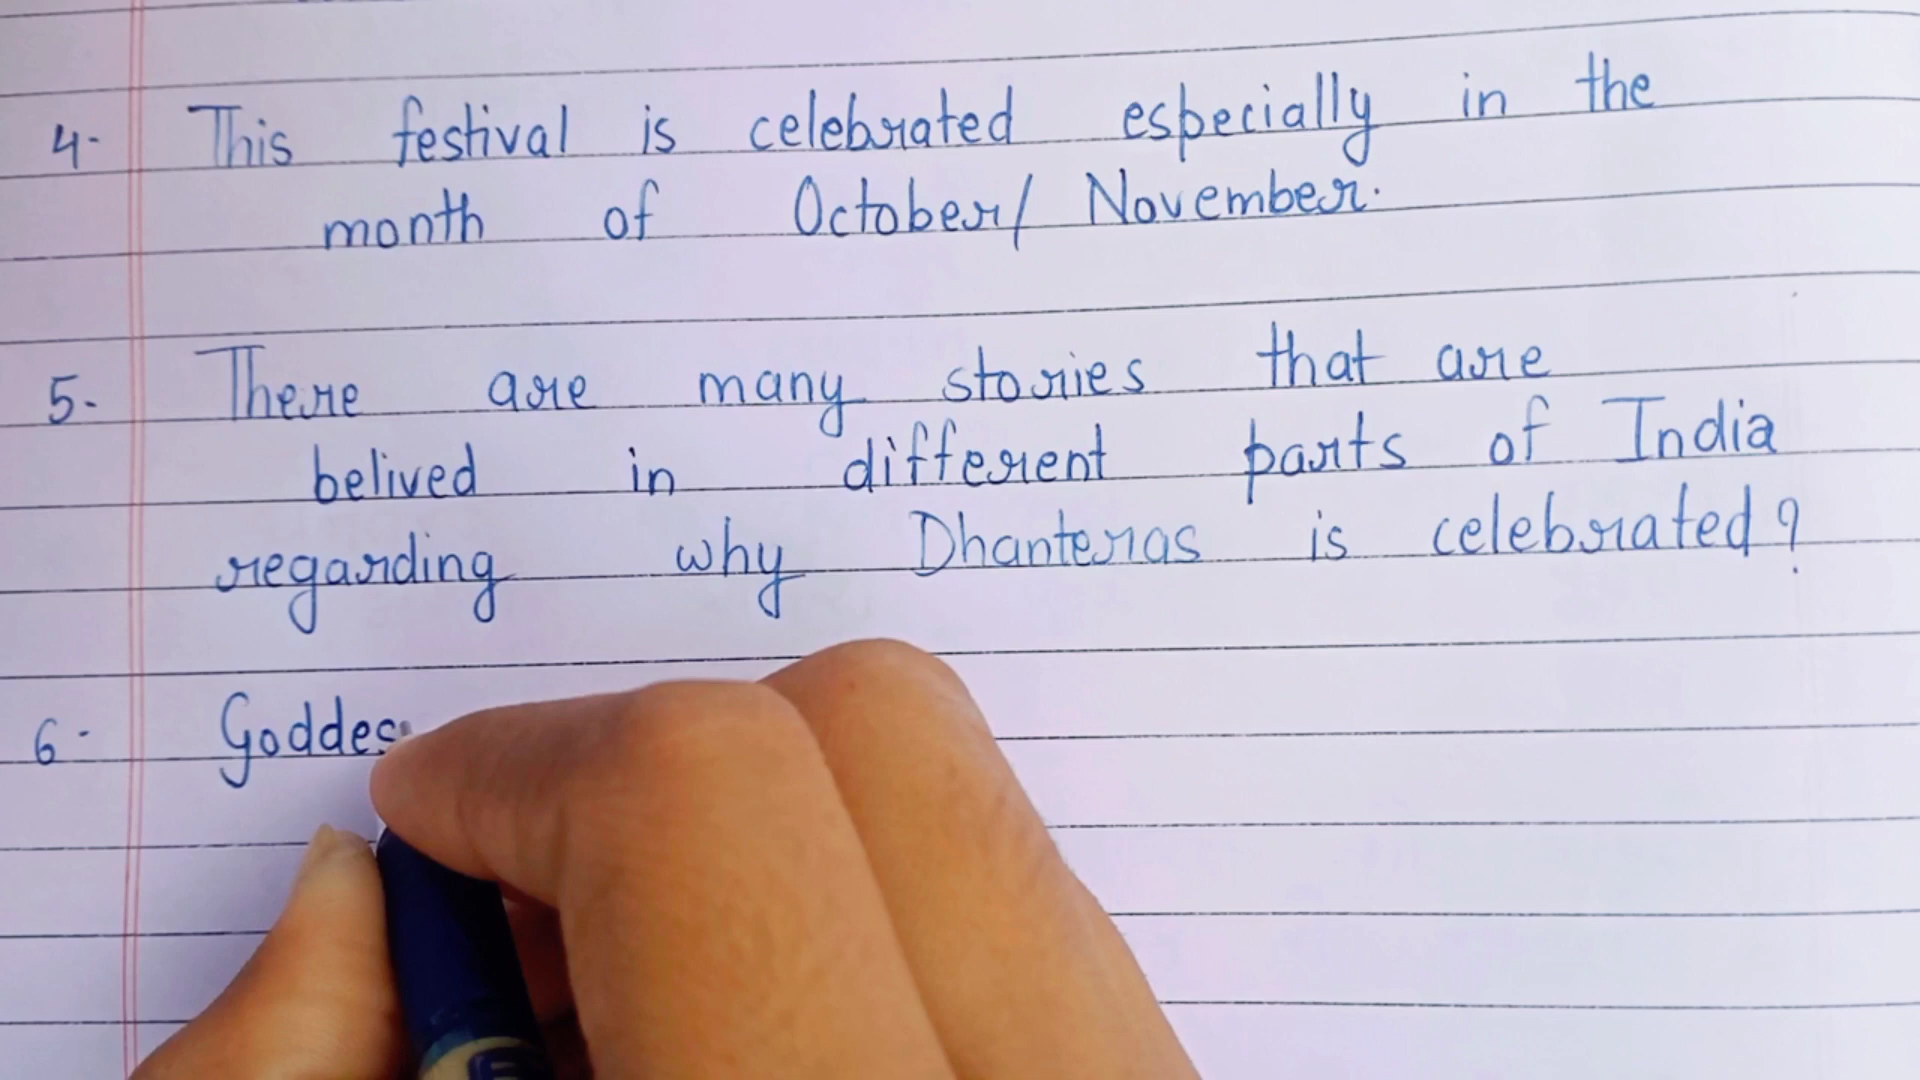 4- This festival is celebrated especially in the
month of October/ November.
5- There are many stories that are
belived in different parts of India
regarding why Dhanteras is celebrated?
6- Goddes